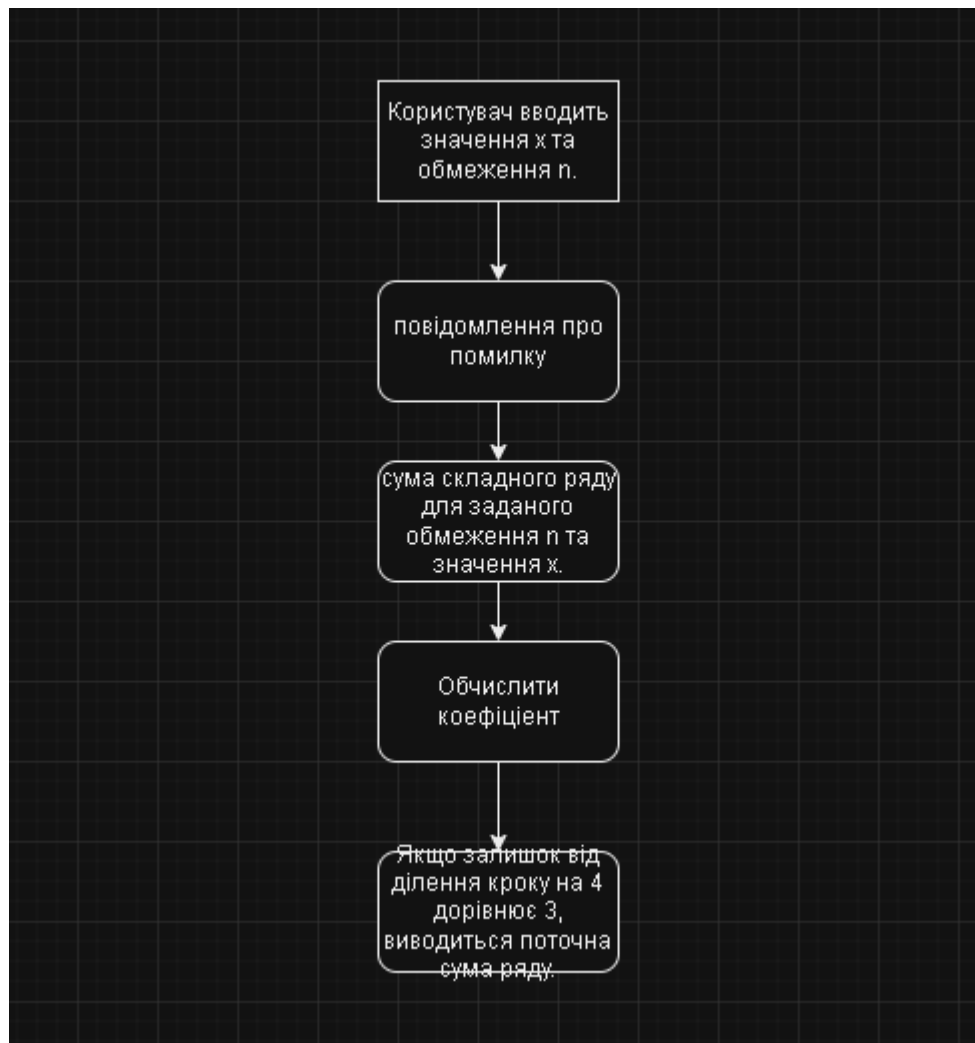 Користувач вводить
значення x та
обмеження n.
повідомлення про
помилку
сума складного ряду
для заданого
обмеження n та
значення x.
Обчислити
коефіцієнт
Якщо залишок від
ділення кроку на 4
дорівнює 3,
виводиться поточна
сума ряду.